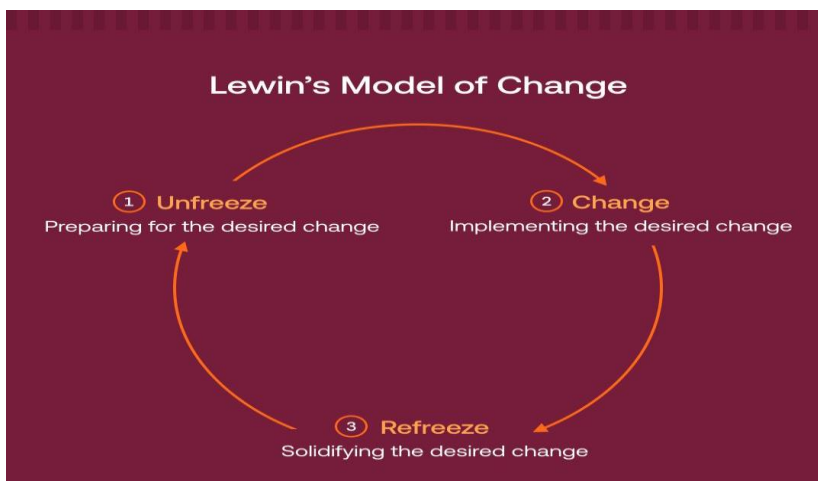 Lewin's Model of Change
1 Unfreeze
Preparing for the desired change
2 Change
Implementing the desired change
3 Refreeze
Solidifying the desired change